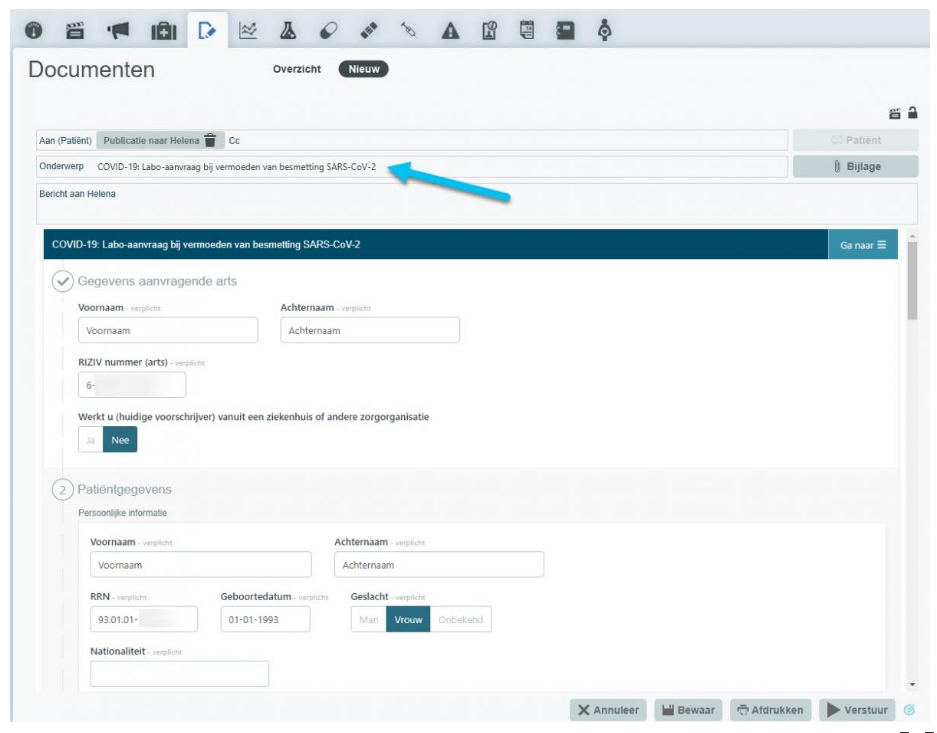 Documenten Overzicht Nieuw
Aan (Patiënt) Publicatie naar Helena Cc Patiënt
Onderwerp COVID-19: Labo-aanvraag bij vermoeden van besmetting SARS-CoV-2 Bijlage
Bericht aan Helena
COVID-19: Labo-aanvraag bij vermoeden van besmetting SARS-CoV-2 Ga naar
Gegevens aanvragende arts
Voornaam - verplicht Achternaam - verplicht
Voornaam Achternaam
RIZIV nummer (arts) - verplicht
6-
Werkt u (huidige voorschrijver) vanuit een ziekenhuis of andere zorgorganisatie
Ja Nee
2 Patiëntgegevens
Persoonlijke informatie
Voornaam - verplicht Achternaam - verplicht
Voornaam Achternaam
RRN - verplicht Geboortedatum - verplicht Geslacht - verplicht
93.01.01- 01-01-1993 Man Vrouw Onbekend
Nationaliteit - verplicht
Annuleer Bewaar Afdrukken Verstuur